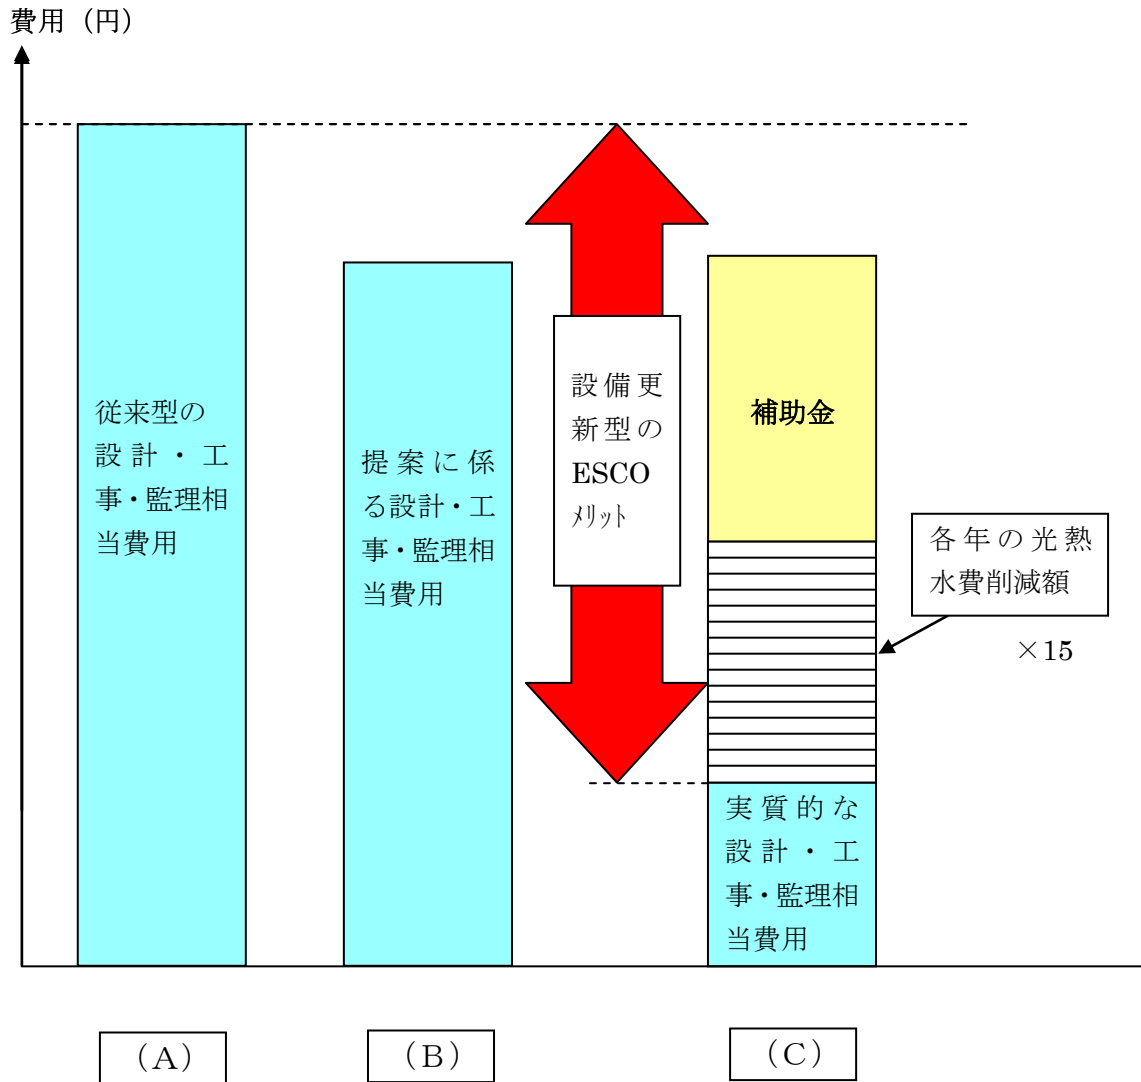 費用（円）
従来型の
設計・工
事・監理相
当費用
提案に係
る設計・工
事・監理相
当費用
設備更
新型の
ESCO
ﾒﾘｯﾄ
補助金
各年の光熱
水費削減額
×15
実質的な
設計・工
事・監理相
当費用
（A）
（B）
（C）